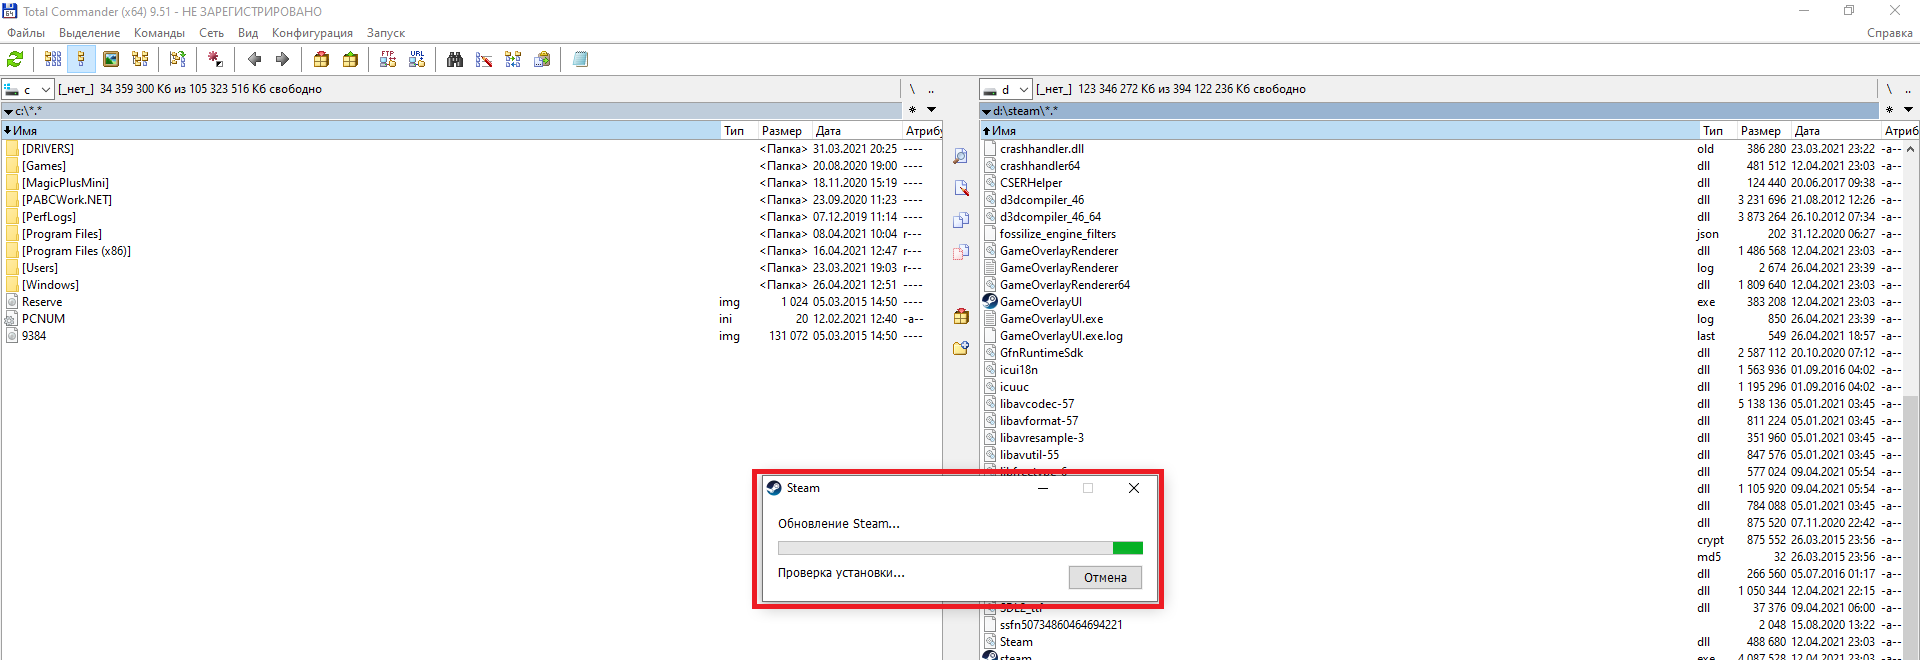 Total Commander (x64) 9.51 - НЕ ЗАРЕГИСТРИРОВАНО
Файлы Выделение Команды Сеть Вид Конфигурация Запуск Справка
FTP URL
c [_нет_] 34 359 300 Кб из 105 323 516 Кб свободно \ ..
c:\*.* * 
Имя Тип Размер Дата Атрибу
[DRIVERS] <Папка> 31.03.2021 20:25 ----
[Games] <Папка> 20.08.2020 19:00 ----
[MagicPlusMini] <Папка> 18.11.2020 15:19 ----
[PABCWork.NET] <Папка> 23.09.2020 11:23 ----
[PerfLogs] <Папка> 07.12.2019 11:14 ----
[Program Files] <Папка> 08.04.2021 10:04 r---
[Program Files (x86)] <Папка> 16.04.2021 12:47 r---
[Users] <Папка> 23.03.2021 19:03 r---
[Windows] <Папка> 26.04.2021 12:51 ----
Reserve img 1 024 05.03.2015 14:50 ----
PCNUM ini 20 12.02.2021 12:40 -a--
9384 img 131 072 05.03.2015 14:50 ----
d [_нет_] 123 346 272 Кб из 394 122 236 Кб свободно \ ..
d:\steam\*.* *
Имя Тип Размер Дата Атриб
crashhandler.dll old 386 280 23.03.2021 23:22 -a--
crashhandler64 dll 481 512 12.04.2021 23:03 -a--
CSERHelper dll 124 440 20.06.2017 09:38 -a--
d3dcompiler_46 dll 3 231 696 21.08.2012 12:26 -a--
d3dcompiler_46_64 dll 3 873 264 26.10.2012 07:34 -a--
fossilize_engine_filters json 202 31.12.2020 06:27 -a--
GameOverlayRenderer dll 1 486 568 12.04.2021 23:03 -a--
GameOverlayRenderer log 2 674 26.04.2021 23:39 -a--
GameOverlayRenderer64 dll 1 809 640 12.04.2021 23:03 -a--
GameOverlayUI exe 383 208 12.04.2021 23:03 -a--
GameOverlayUI.exe log 850 26.04.2021 23:39 -a--
GameOverlayUI.exe.log last 549 26.04.2021 18:57 -a--
GfnRuntimeSdk dll 2 587 112 20.10.2020 07:12 -a--
icui18n dll 1 563 936 01.09.2016 04:02 -a--
icuuc dll 1 195 296 01.09.2016 04:02 -a--
libavcodec-57 dll 5 138 136 05.01.2021 03:45 -a--
libavformat-57 dll 811 224 05.01.2021 03:45 -a--
libavresample-3 dll 351 960 05.01.2021 03:45 -a--
libavutil-55 dll 847 576 05.01.2021 03:45 -a--
libfreetype-6 dll 577 024 09.04.2021 05:54 -a--
dll 1 105 920 09.04.2021 05:54 -a--
dll 784 088 05.01.2021 03:45 -a--
dll 875 520 07.11.2020 22:42 -a--
crypt 875 552 26.03.2015 23:56 -a--
md5 32 26.03.2015 23:56 -a--
dll 266 560 05.07.2016 01:17 -a--
dll 1 050 344 12.04.2021 22:15 -a--
SDL2_ttf dll 37 376 09.04.2021 06:00 -a--
ssfn50734860464694221 2 048 15.08.2020 13:22 -a--
Steam dll 488 680 12.04.2021 23:03 -a--
steam exe 4 087 528 12.04.2021 23:03 -a--
Steam
Обновление Steam...
Проверка установки...
Отмена